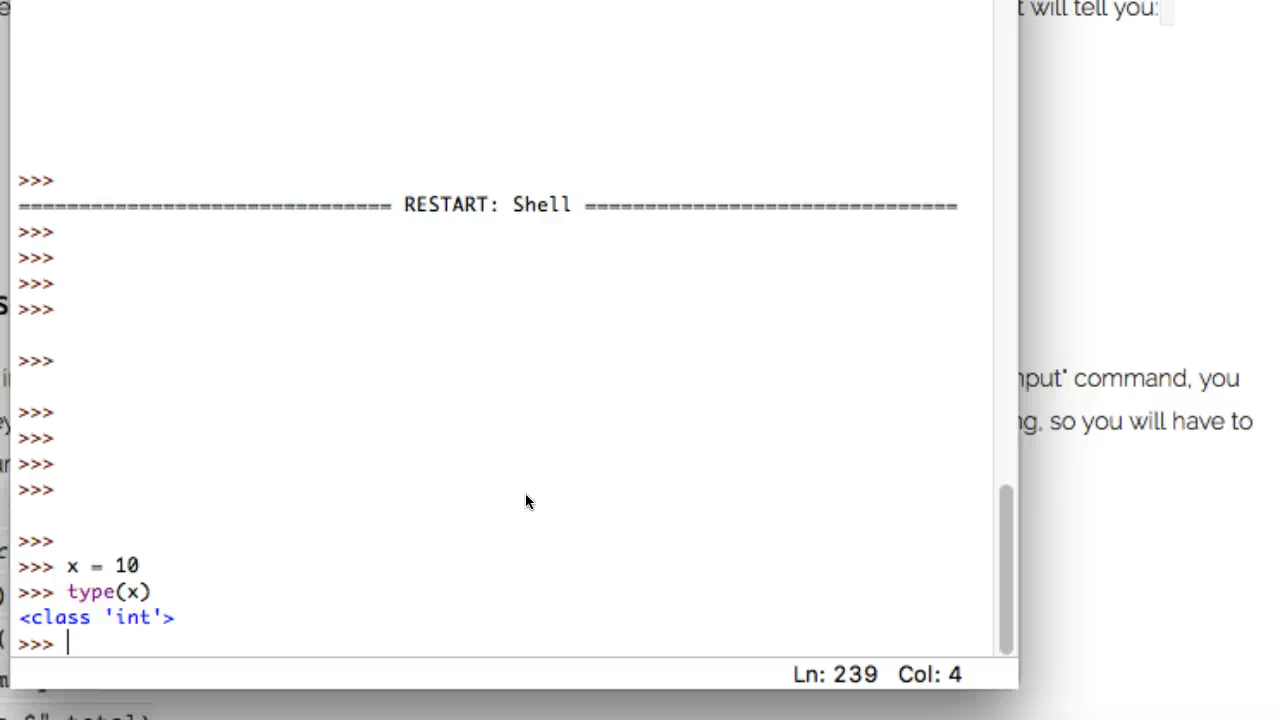 t will tell you:
>>>
=============================== RESTART: Shell ===============================
>>>
>>>
>>>
>>>
>>>
nput" command, you
>>>
ng, so you will have to
>>>
>>>
>>>
>>>
>>> x = 10
>>> type(x)
<class 'int'>
>>>
Ln: 239 Col: 4
$" total)